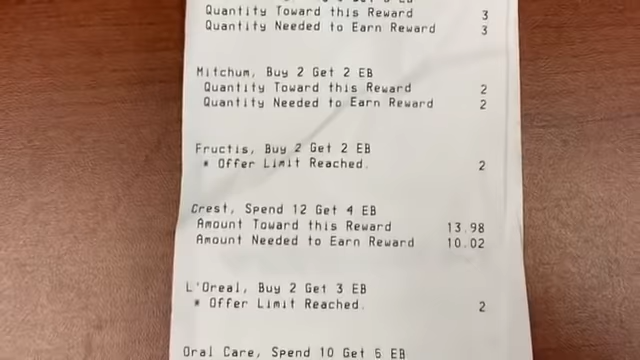 Quantity Toward this Reward 3
Quantity Needed to Earn Reward 3
Mitchum, Buy 2 Get 2 EB
Quantity Toward this Reward 2
Quantity Needed to Earn Reward 2
Fructis, Buy 2 Get 2 EB
* Offer Limit Reached. 2
Crest, Spend 12 Get 4 EB
Amount Toward this Reward 13.98
Amount Needed to Earn Reward 10.02
L'Oreal, Buy 2 Get 3 EB
* Offer Limit Reached. 2
Oral Care, Spend 10 Get 5 EB